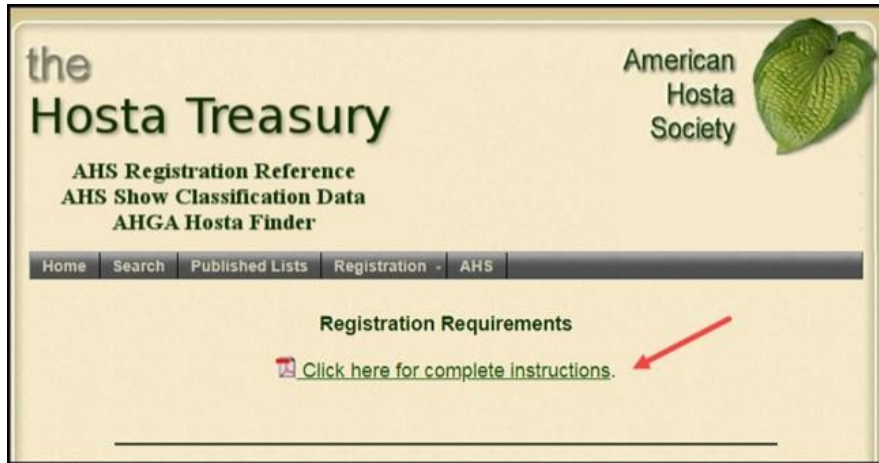 the
Hosta Treasury
American
Hosta
Society
AHS Registration Reference
AHS Show Classification Data
AHGA Hosta Finder
Home Search Published Lists Registration AHS
Registration Requirements
Click here for complete instructions.